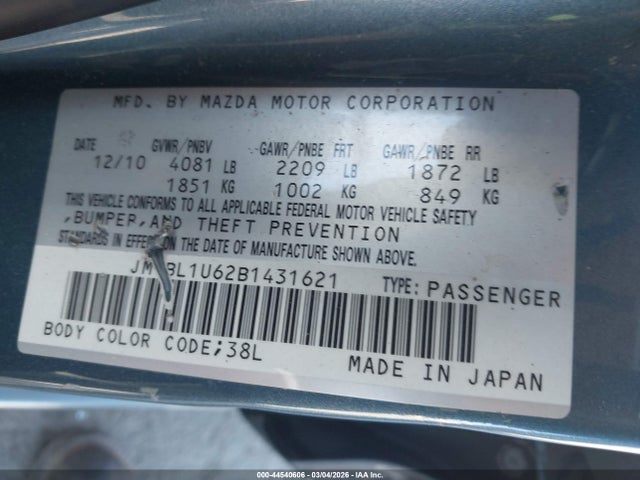 MFD. BY MAZDA MOTOR CORPORATION
DATE GVWR/PNBV GAWR/PNBE FRT GAWR/PNBE RR
12/10 4081 LB 2209 LB 1872 LB
1851 KG 1002 KG 849 KG
THIS VEHICLE CONFORMS TO ALL APPLICABLE FEDERAL MOTOR VEHICLE SAFETY
,BUMPER,AND THEFT PREVENTION
STANDARDS IN EFFECT ON THE DATE OF MANUFACTURE SHOWN ABOVE.
TYPE: PASSENGER
BODY COLOR CODE;38L
MADE IN JAPAN
000-44540606 - 03/04/2026 - IAA Inc.